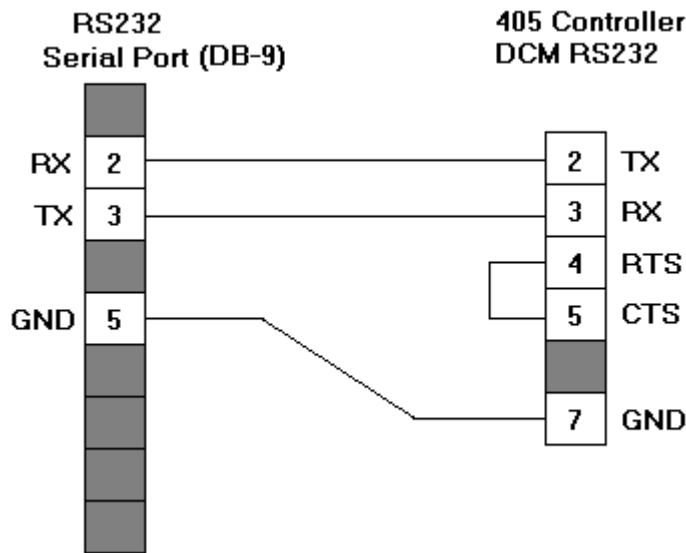 RS232
Serial Port (DB-9)
405 Controller
DCM RS232
RX 2
2 TX
TX 3
3 RX
4 RTS
GND 5
5 CTS
7 GND